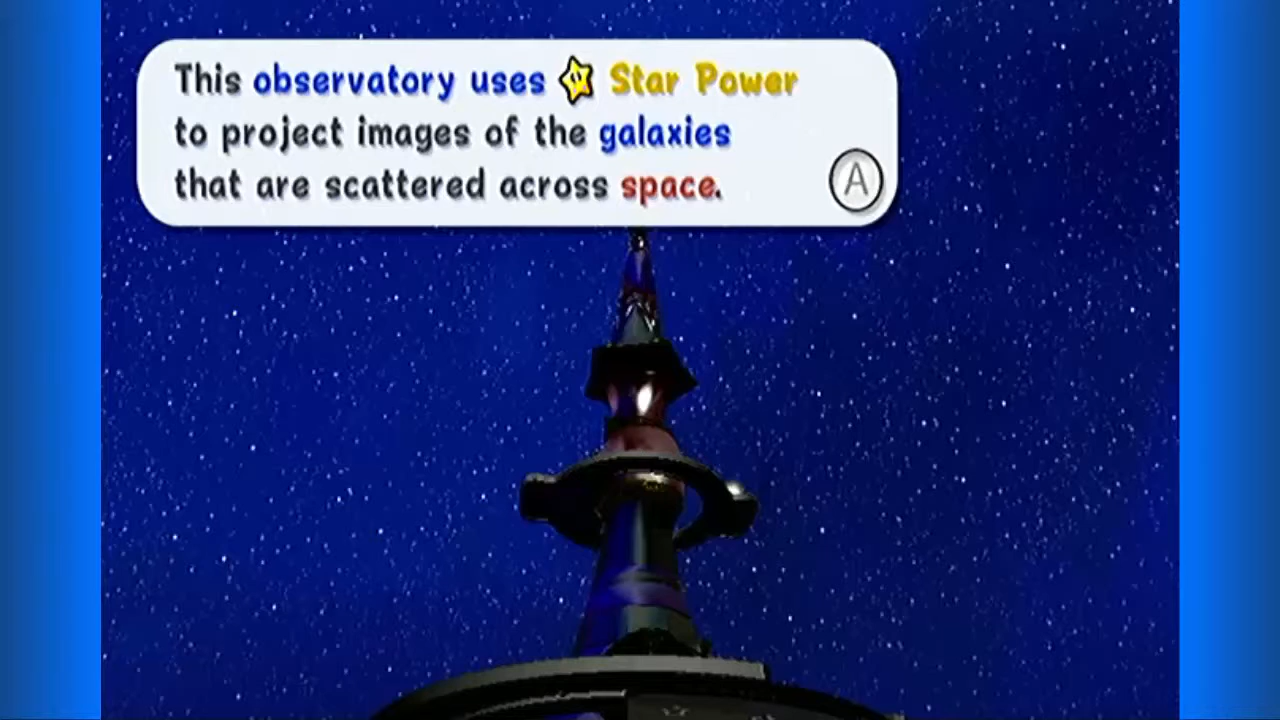 This observatory uses Star Power
to project images of the galaxies
that are scattered across space.
A